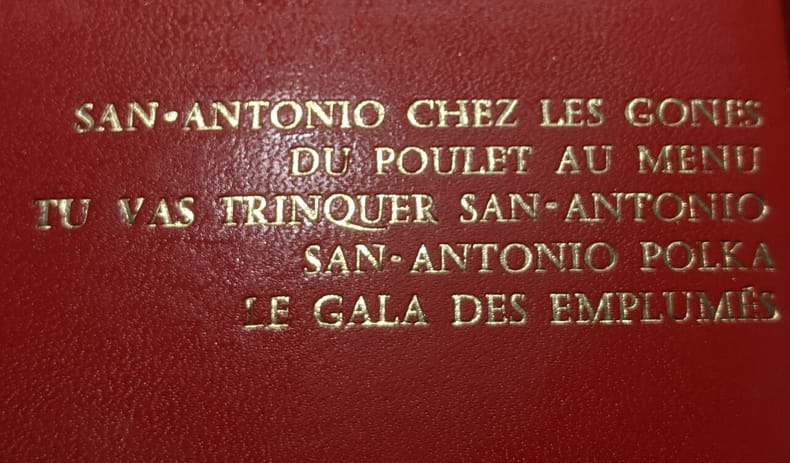 SAN-ANTONIO CHEZ LES GONES
DU POULET AU MENU
TU VAS TRINQUER SAN-ANTONIO
SAN-ANTONIO POLKA
LE GALA DES EMPLUMÉS